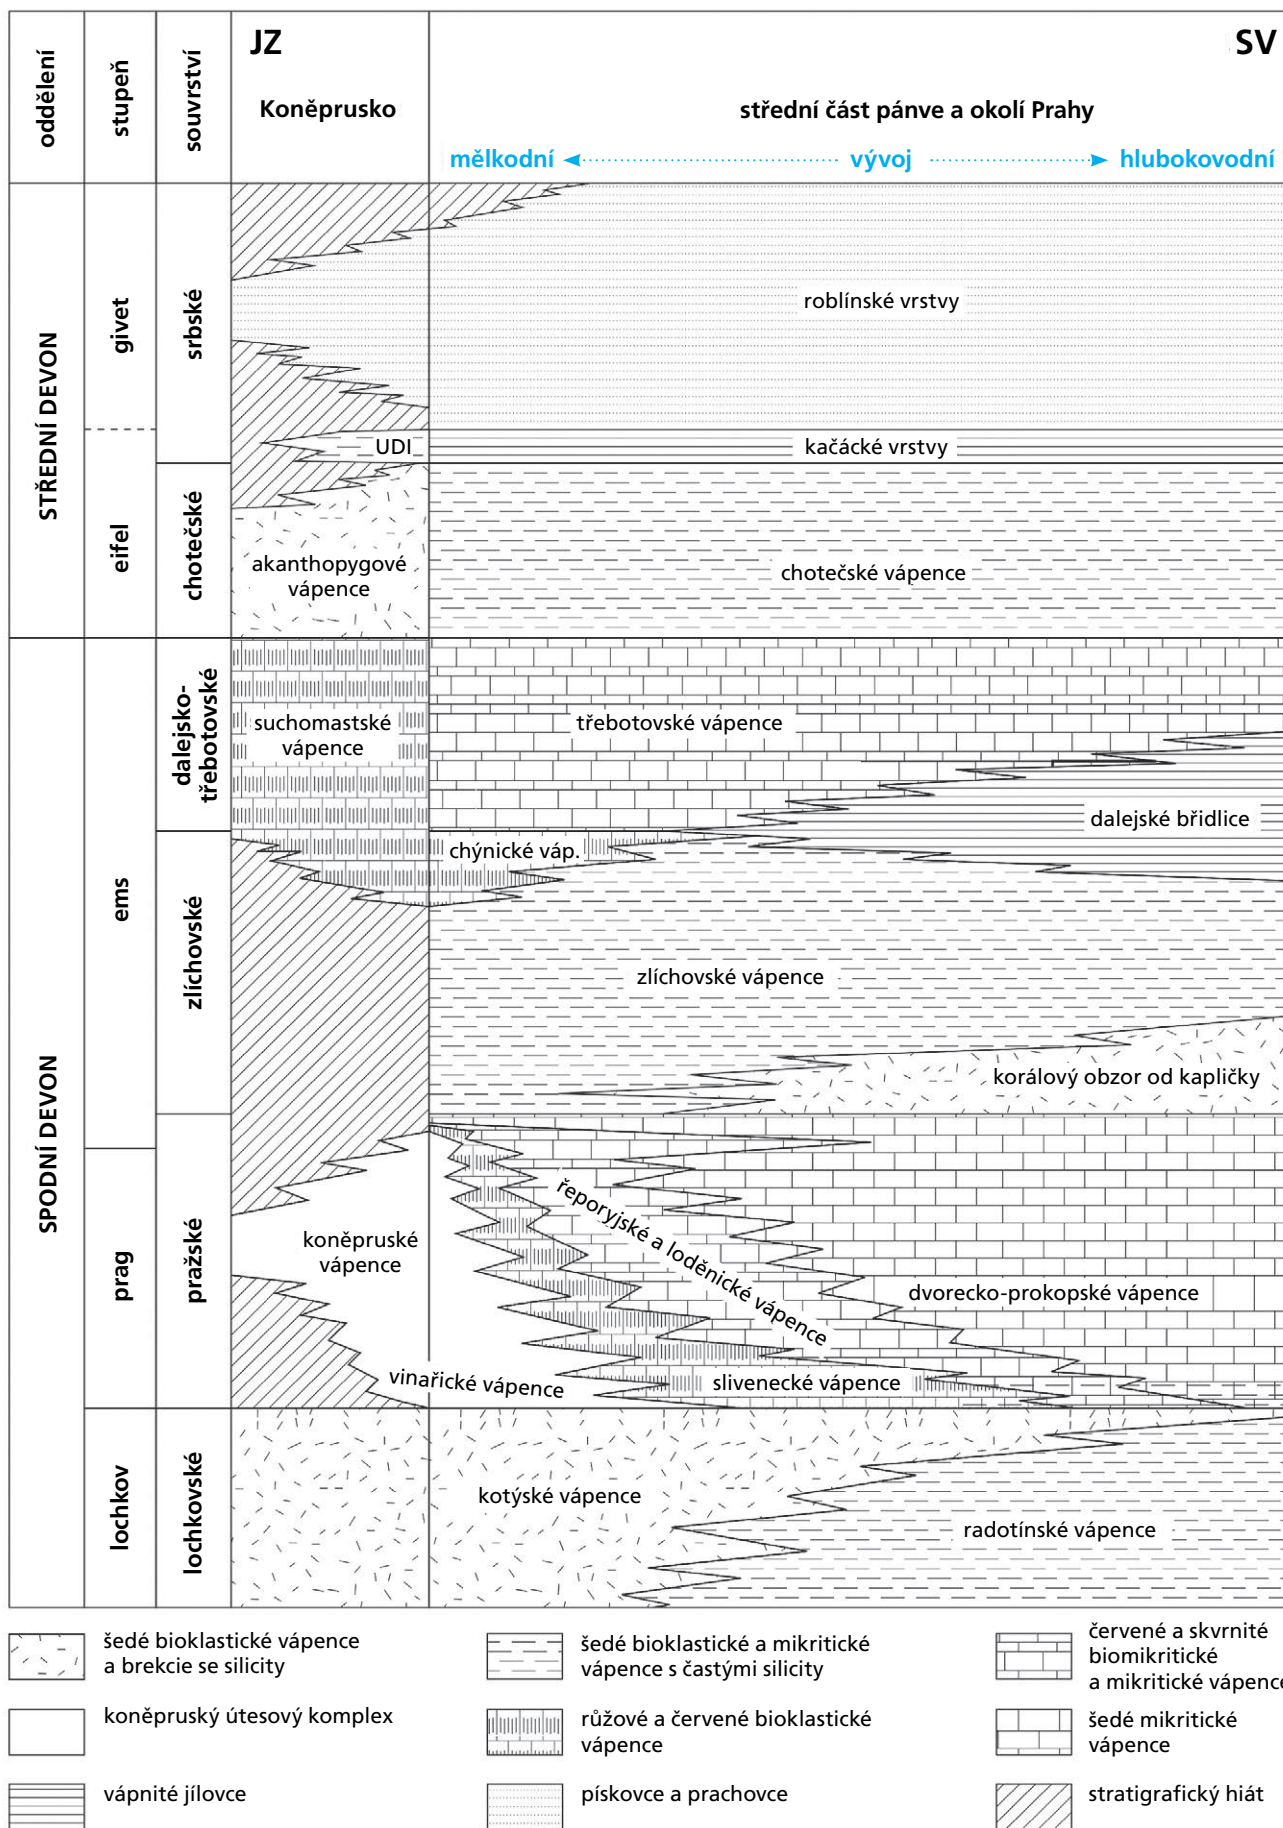 oddělení
stupeň
souvrství
JZ
SV
Koněprusko
střední část pánve a okolí Prahy
mělkodní
vývoj
hlubokovodní
STŘEDNÍ DEVON
givet
srbské
roblínské vrstvy
UDI
kačácké vrstvy
eifel
chotečské
akanthopygové
vápence
chotečské vápence
SPODNÍ DEVON
ems
dalejsko-
třebotovské
suchomastské
vápence
třebotovské vápence
dalejské břidlice
zlíchovské
chýnické váp.
zlíchovské vápence
korálový obzor od kapličky
prag
pražské
koněpruské
vápence
řeporyjské a loděnické vápence
dvorecko-prokopské vápence
vinařické vápence
slivenecké vápence
lochkov
lochkovské
kotýské vápence
radotínské vápence
šedé bioklastické vápence
a brekcie se silicity
šedé bioklastické a mikritické
vápence s častými silicity
červené a skvrnité
biomikritické
a mikritické vápence
koněpruský útesový komplex
růžové a červené bioklastické
vápence
šedé mikritické
vápence
vápnité jílovce
pískovce a prachovce
stratigrafický hiát